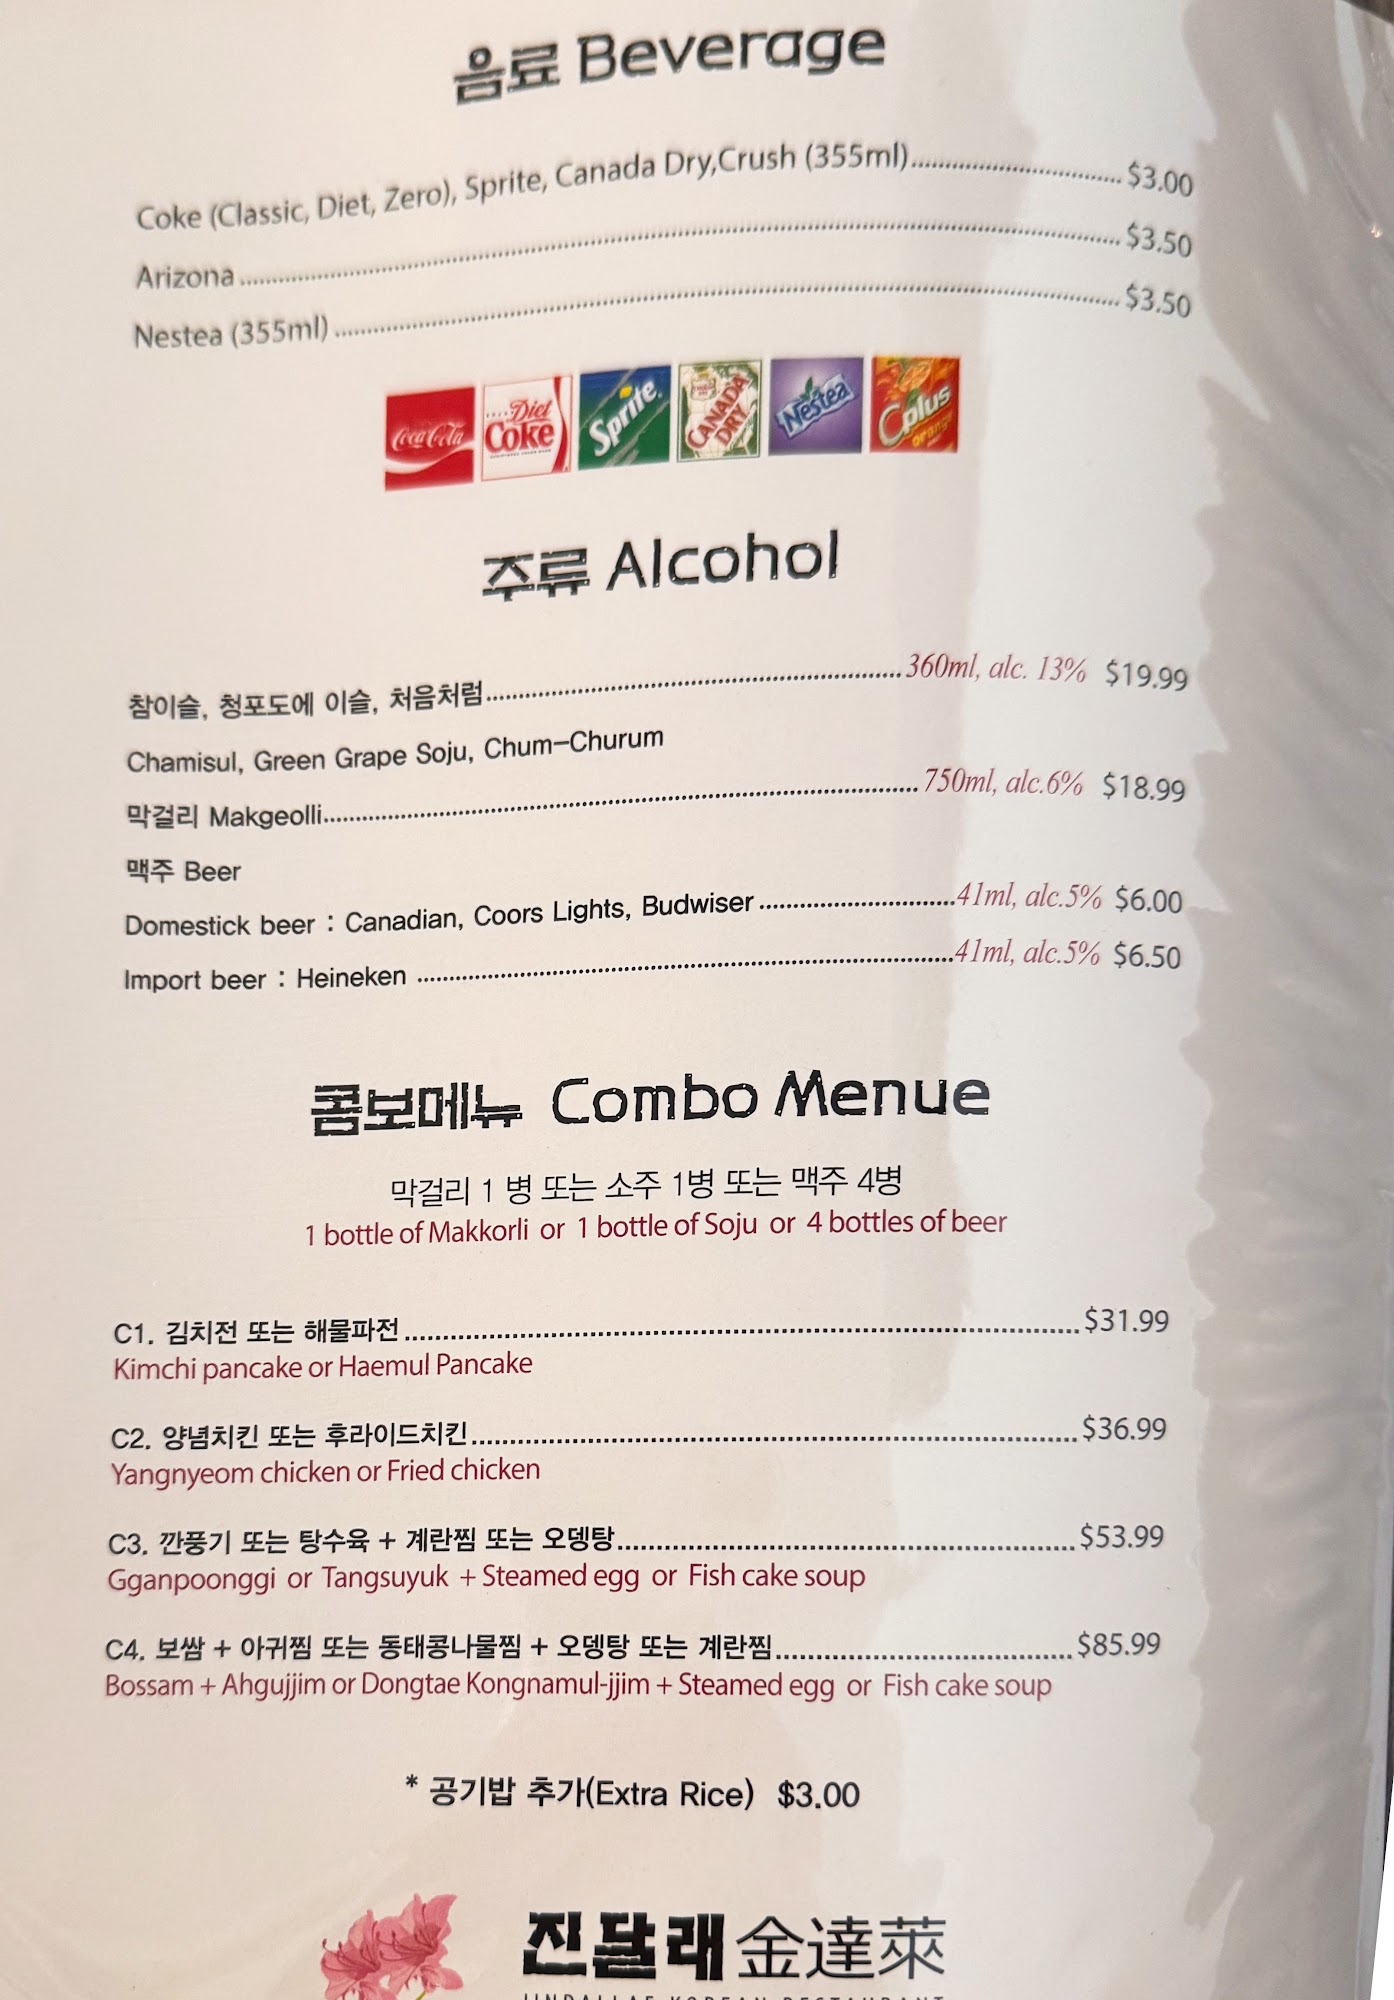 음료 Beverage
Coke (Classic, Diet, Zero), Sprite, Canada Dry,Crush (355ml)........................................$3.00
Arizona........................................$3.50
Nestea (355ml)........................................$3.50
Coca-Cola Diet Coke Sprite CANADA DRY Nestea Cplus orange
주류 Alcohol
참이슬, 청포도에 이슬, 처음처럼........................................360ml, alc. 13% $19.99
Chamisul, Green Grape Soju, Chum-Churum
막걸리 Makgeolli........................................750ml, alc.6% $18.99
맥주 Beer
Domestick beer : Canadian, Coors Lights, Budwiser........................................41ml, alc.5% $6.00
Import beer : Heineken........................................41ml, alc.5% $6.50
콤보메뉴 Combo Menue
막걸리 1 병 또는 소주 1병 또는 맥주 4병
1 bottle of Makkorli or 1 bottle of Soju or 4 bottles of beer
C1. 김치전 또는 해물파전........................................$31.99
Kimchi pancake or Haemul Pancake
C2. 양념치킨 또는 후라이드치킨........................................$36.99
Yangnyeom chicken or Fried chicken
C3. 깐풍기 또는 탕수육 + 계란찜 또는 오뎅탕........................................$53.99
Gganpoonggi or Tangsuyuk + Steamed egg or Fish cake soup
C4. 보쌈 + 아귀찜 또는 동태콩나물찜 + 오뎅탕 또는 계란찜........................................$85.99
Bossam + Ahgujjim or Dongtae Kongnamul-jjim + Steamed egg or Fish cake soup
* 공기밥 추가(Extra Rice) $3.00
진달래 金達萊
JINDALLAE KOREAN RESTAURANT